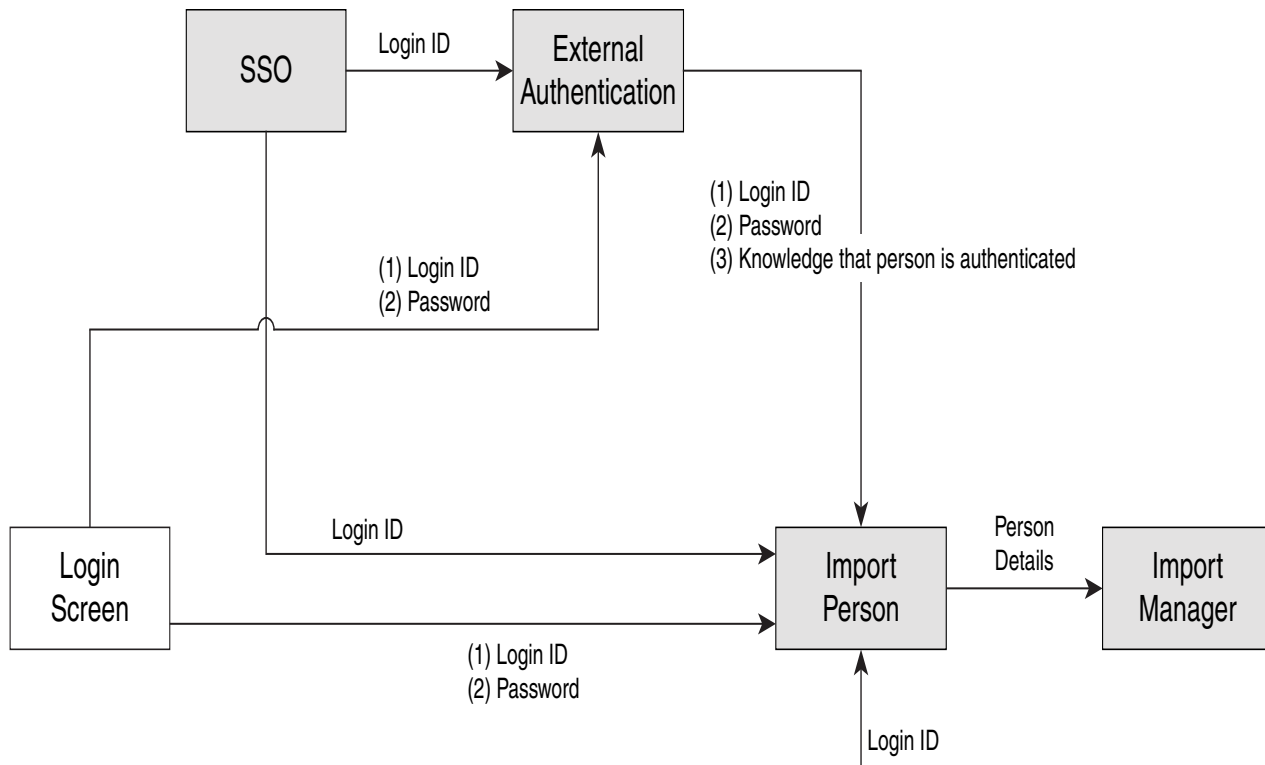 SSO
Login ID
External
Authentication
(1) Login ID
(2) Password
(3) Knowledge that person is authenticated
(1) Login ID
(2) Password
Login
Screen
Login ID
Import
Person
Person
Details
Import
Manager
(1) Login ID
(2) Password
Login ID